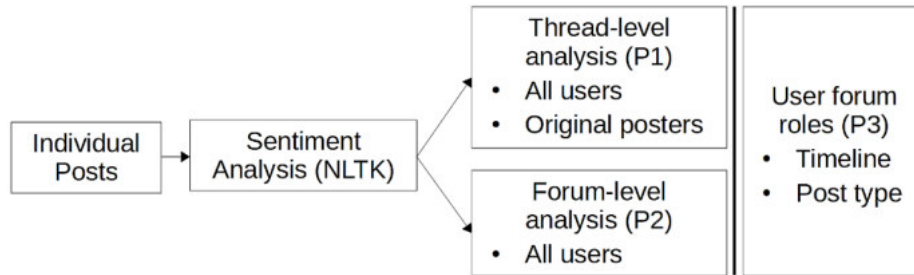 Individual
Posts
Sentiment
Analysis (NLTK)
Thread-level
analysis (P1)
• All users
• Original posters
Forum-level
analysis (P2)
• All users
User forum
roles (P3)
• Timeline
• Post type